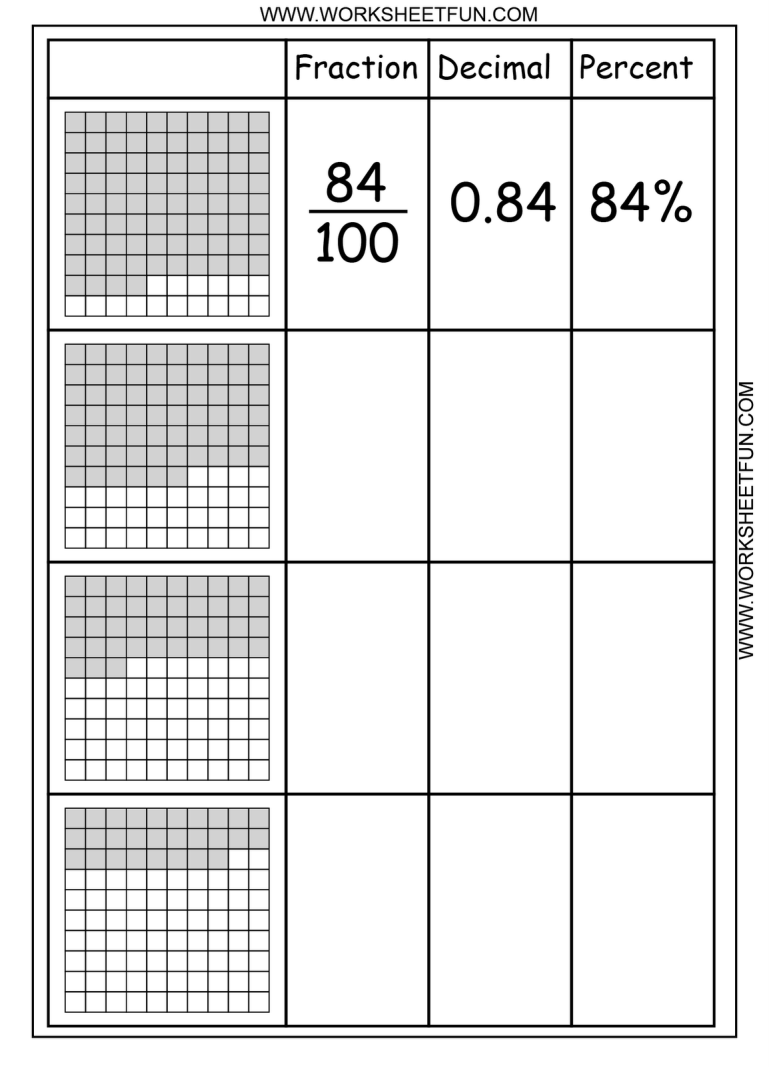 WWW.WORKSHEETFUN.COM
Fraction Decimal Percent
84
100
0.84 84%
WWW.WORKSHEETFUN.COM